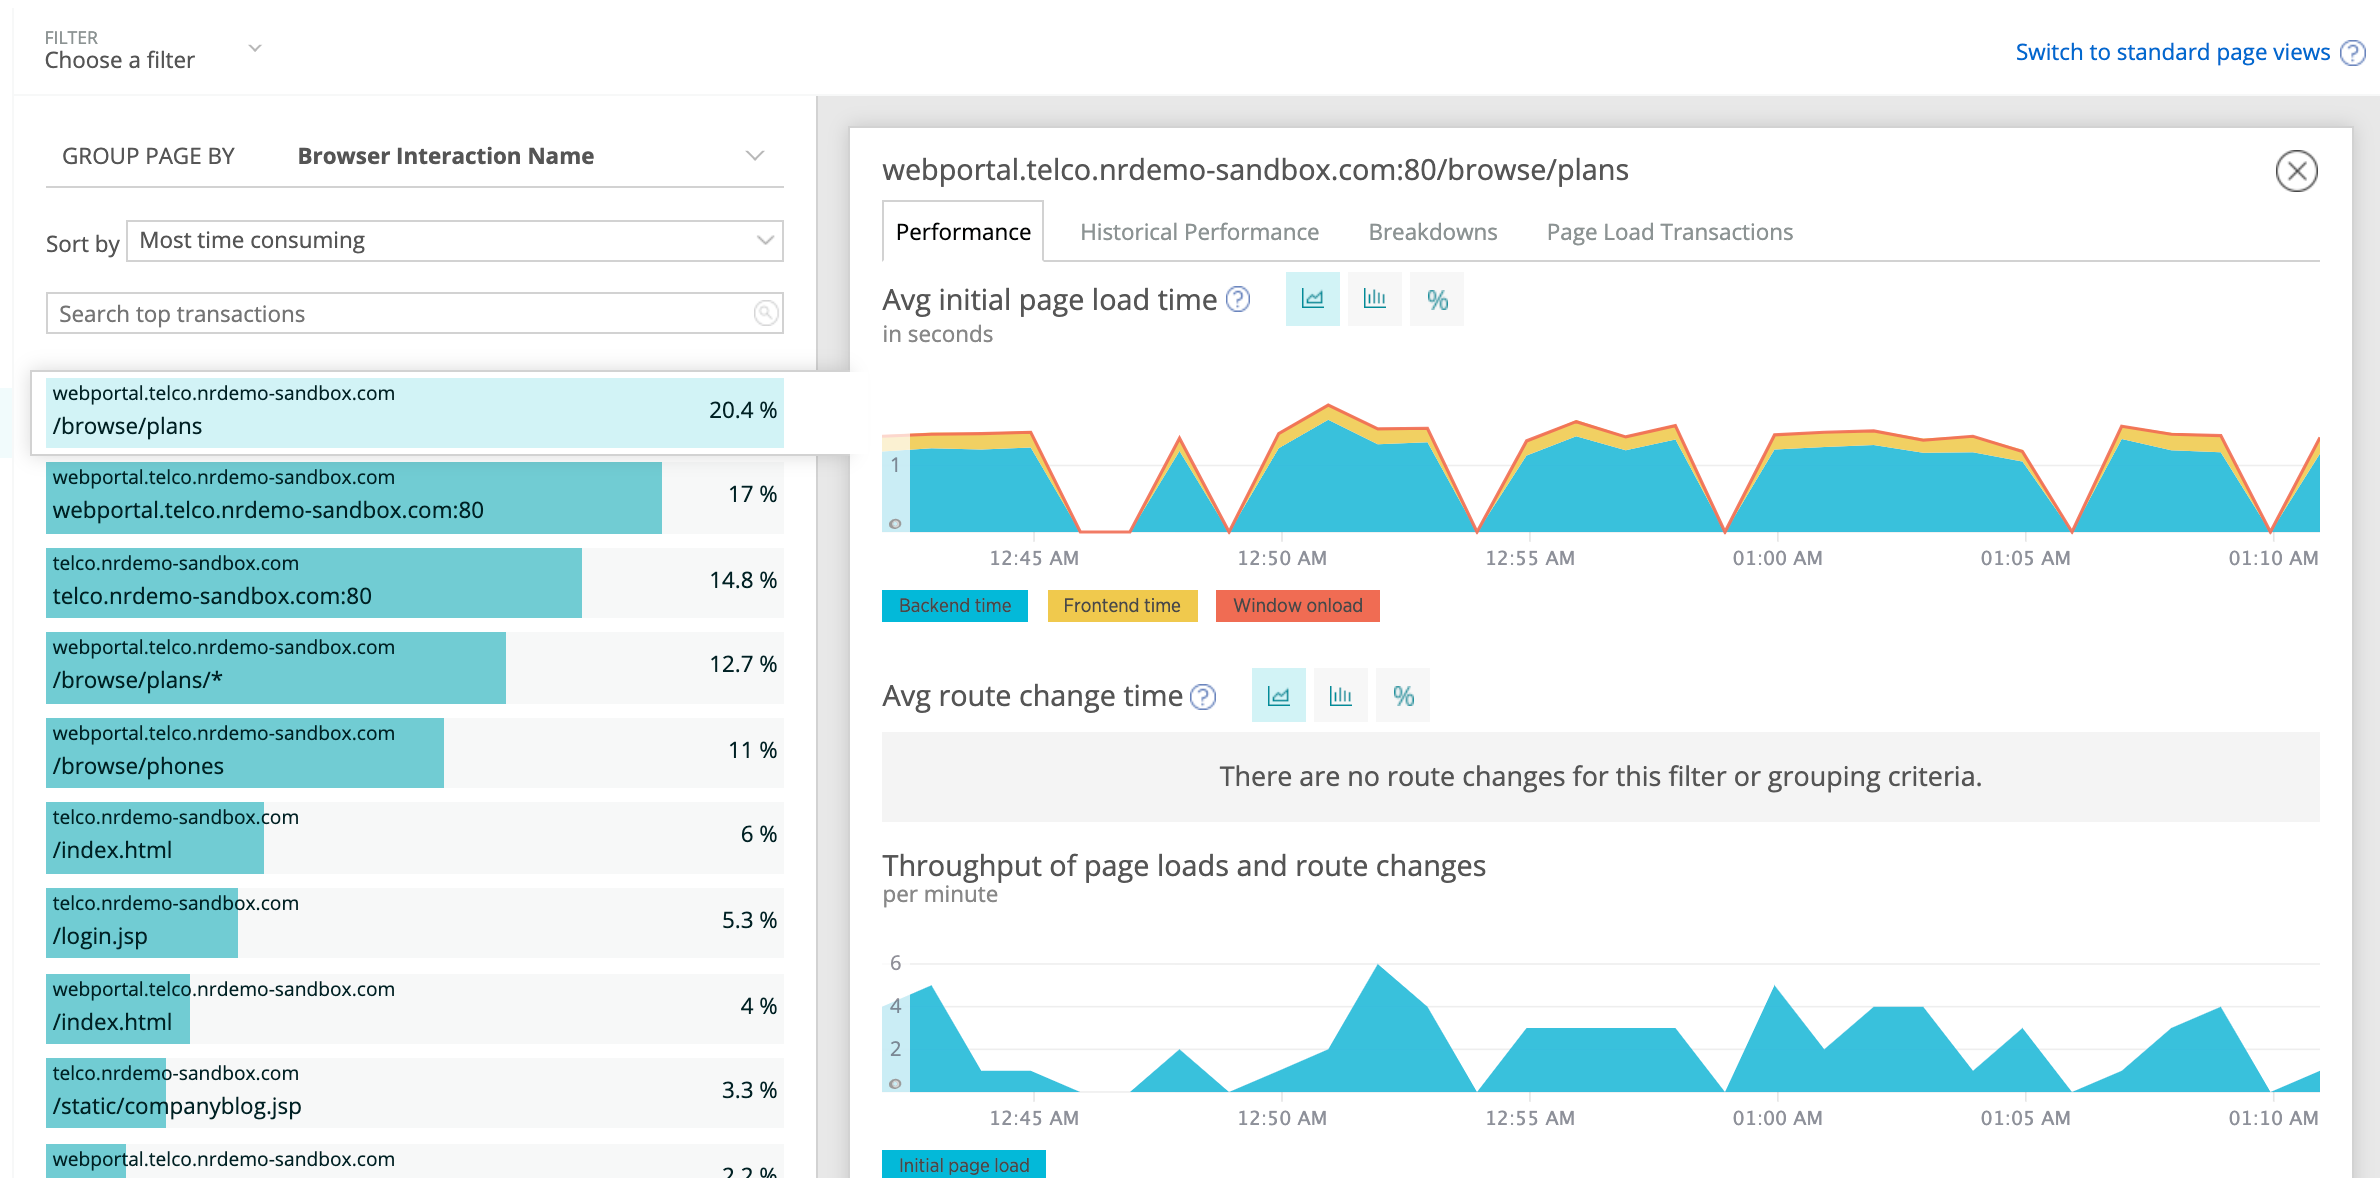 FILTER
Choose a filter
Switch to standard page views ?
GROUP PAGE BY Browser Interaction Name
Sort by Most time consuming
Search top transactions
webportal.telco.nrdemo-sandbox.com
/browse/plans
20.4 %
webportal.telco.nrdemo-sandbox.com
webportal.telco.nrdemo-sandbox.com:80
17 %
telco.nrdemo-sandbox.com
telco.nrdemo-sandbox.com:80
14.8 %
webportal.telco.nrdemo-sandbox.com
/browse/plans/*
12.7 %
webportal.telco.nrdemo-sandbox.com
/browse/phones
11 %
telco.nrdemo-sandbox.com
/index.html
6 %
telco.nrdemo-sandbox.com
/login.jsp
5.3 %
webportal.telco.nrdemo-sandbox.com
/index.html
4 %
telco.nrdemo-sandbox.com
/static/companyblog.jsp
3.3 %
webportal.telco.nrdemo-sandbox.com
2.2 %
webportal.telco.nrdemo-sandbox.com:80/browse/plans
Performance Historical Performance Breakdowns Page Load Transactions
Avg initial page load time ? %
in seconds
1
0
12:45 AM 12:50 AM 12:55 AM 01:00 AM 01:05 AM 01:10 AM
Backend time Frontend time Window onload
Avg route change time ? %
There are no route changes for this filter or grouping criteria.
Throughput of page loads and route changes
per minute
6
4
2
0
12:45 AM 12:50 AM 12:55 AM 01:00 AM 01:05 AM 01:10 AM
Initial page load